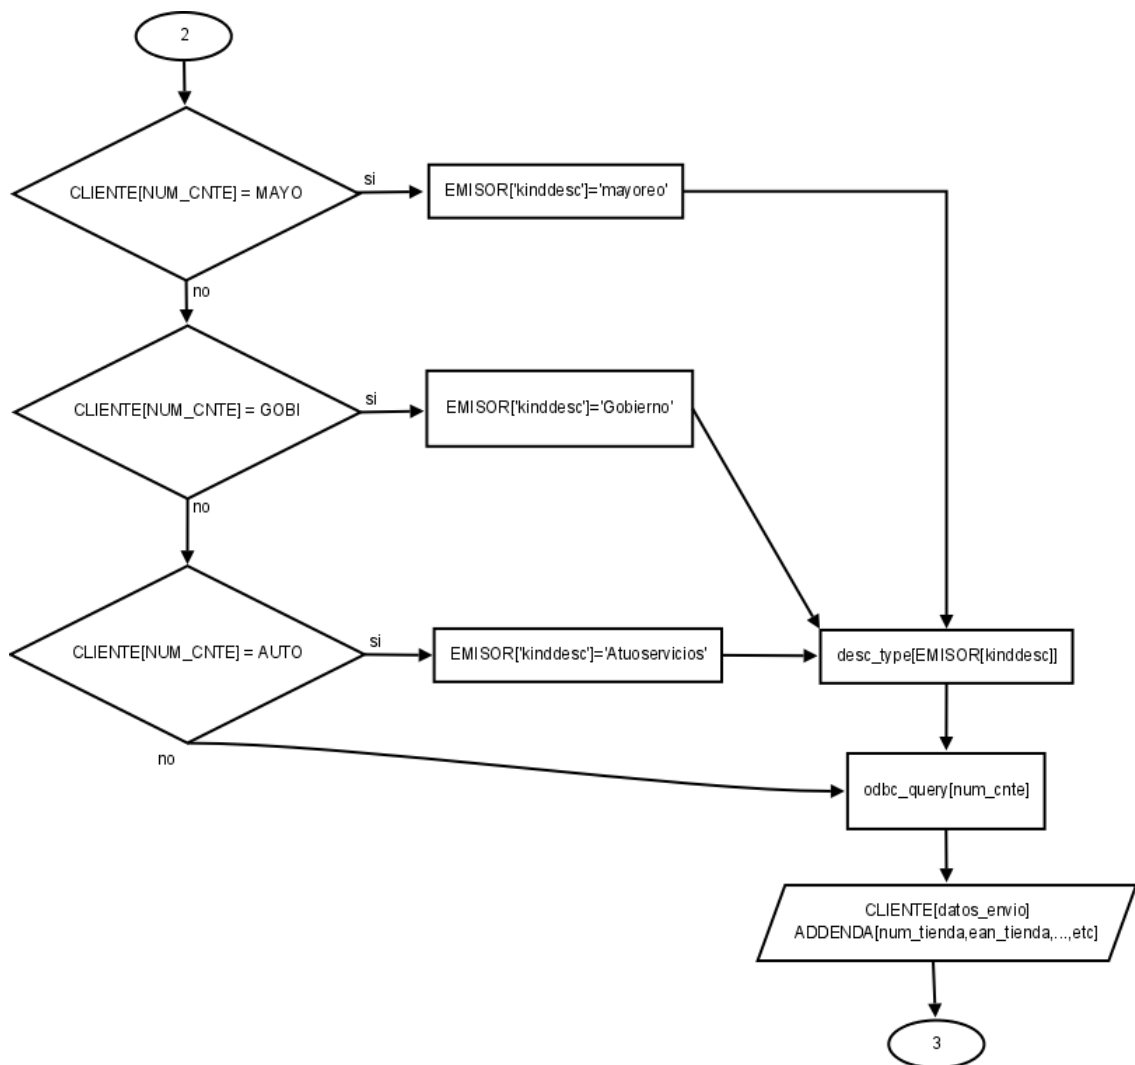 2
CLIENTE[NUM_CNTE] = MAYO
si
EMISOR['kinddesc']='mayoreo'
no
CLIENTE[NUM_CNTE] = GOBI
si
EMISOR['kinddesc']='Gobierno'
no
CLIENTE[NUM_CNTE] = AUTO
si
EMISOR['kinddesc']='Atuoservicios'
desc_type[EMISOR[kinddesc]]
no
odbc_query[num_cnte]
CLIENTE[datos_envio]
ADDENDA[num_tienda,ean_tienda,...,etc]
3